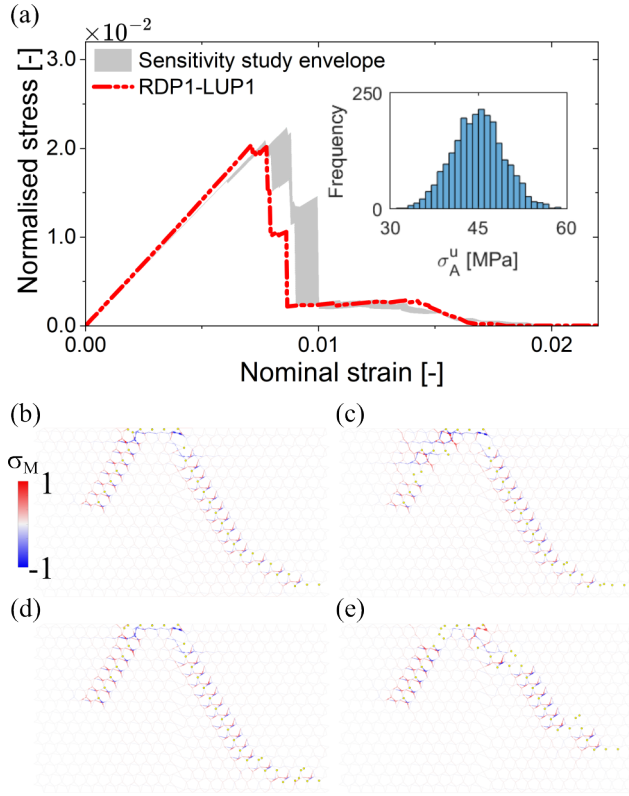 (a)
×10⁻²
3.0
2.0
1.0
0.0
Normalised stress [-]
Sensitivity study envelope
RDP1-LUP1
250
0
Frequency
30 45 60
σ_A^u [MPa]
0.00 0.01 0.02
Nominal strain [-]
(b) (c)
σ_M
1
-1
(d) (e)